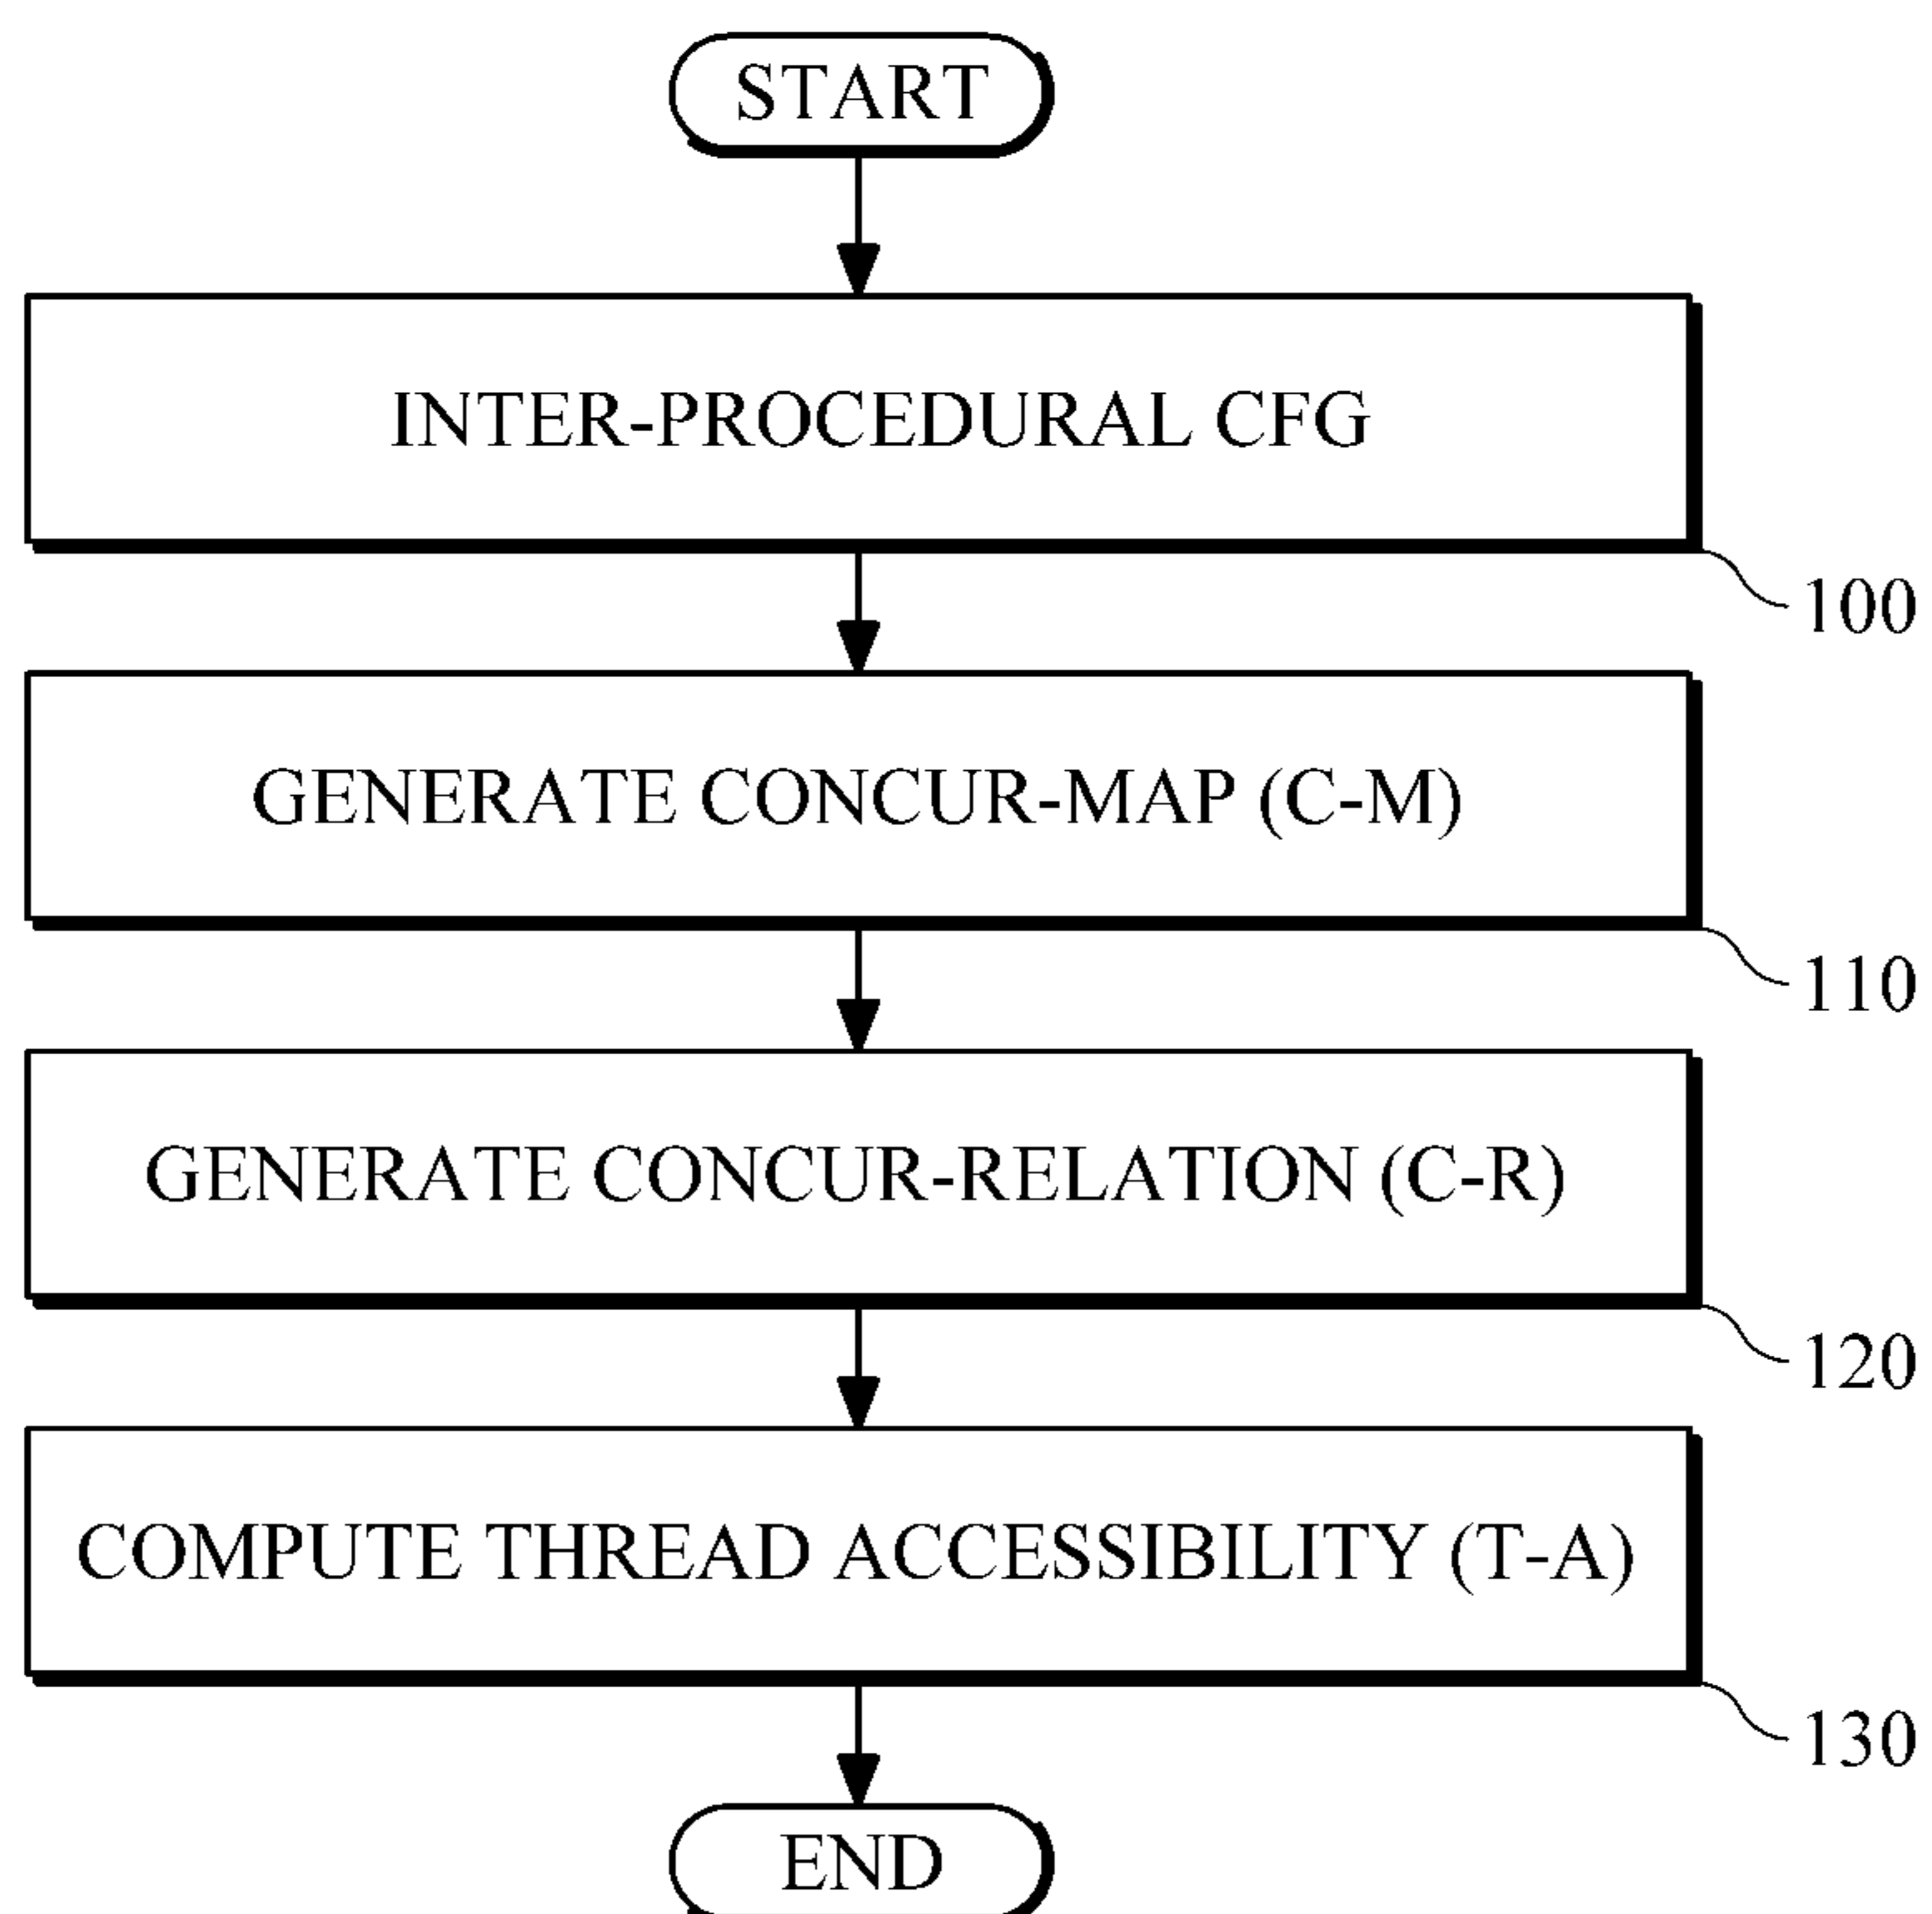 START
INTER-PROCEDURAL CFG
100
GENERATE CONCUR-MAP (C-M)
110
GENERATE CONCUR-RELATION (C-R)
120
COMPUTE THREAD ACCESSIBILITY (T-A)
130
END